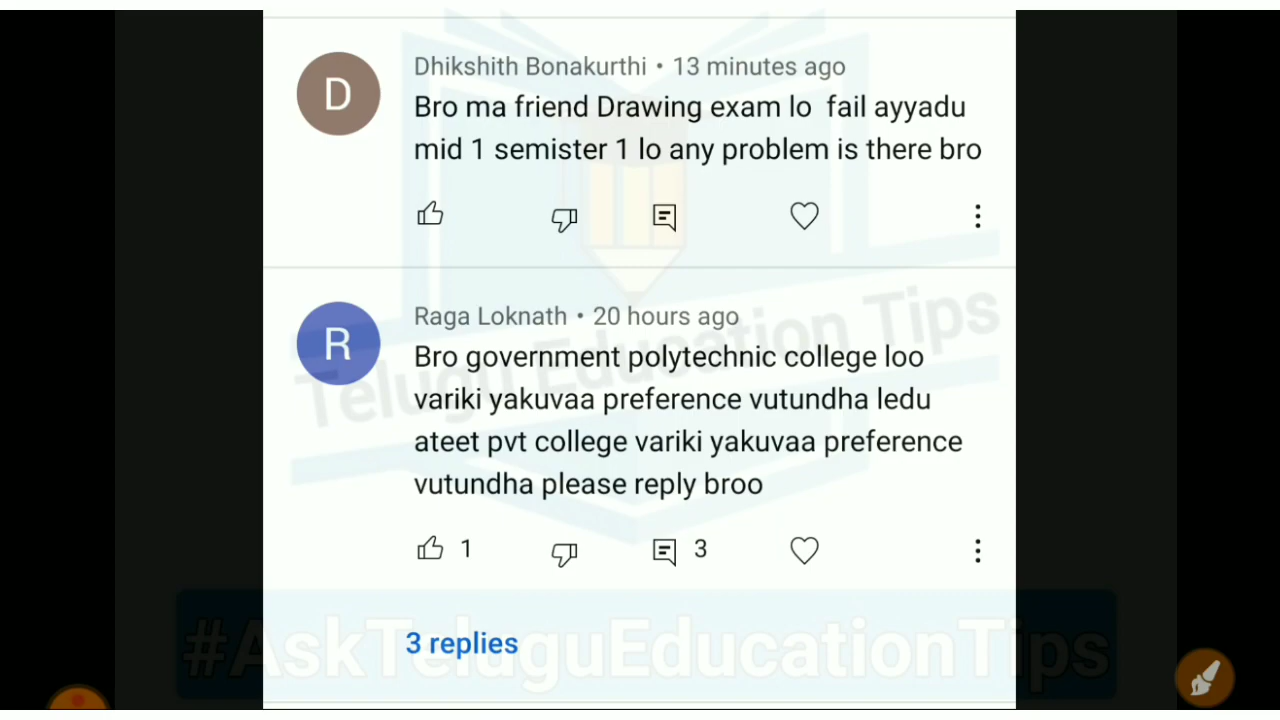 D
Dhikshith Bonakurthi • 13 minutes ago
Bro ma friend Drawing exam lo fail ayyadu
mid 1 semister 1 lo any problem is there bro
R
Raga Loknath • 20 hours ago
Bro government polytechnic college loo
variki yakuvaa preference vutundha ledu
ateet pvt college variki yakuvaa preference
vutundha please reply broo
1
3
3 replies
Telugu Education Tips
#AskTeluguEducationTips